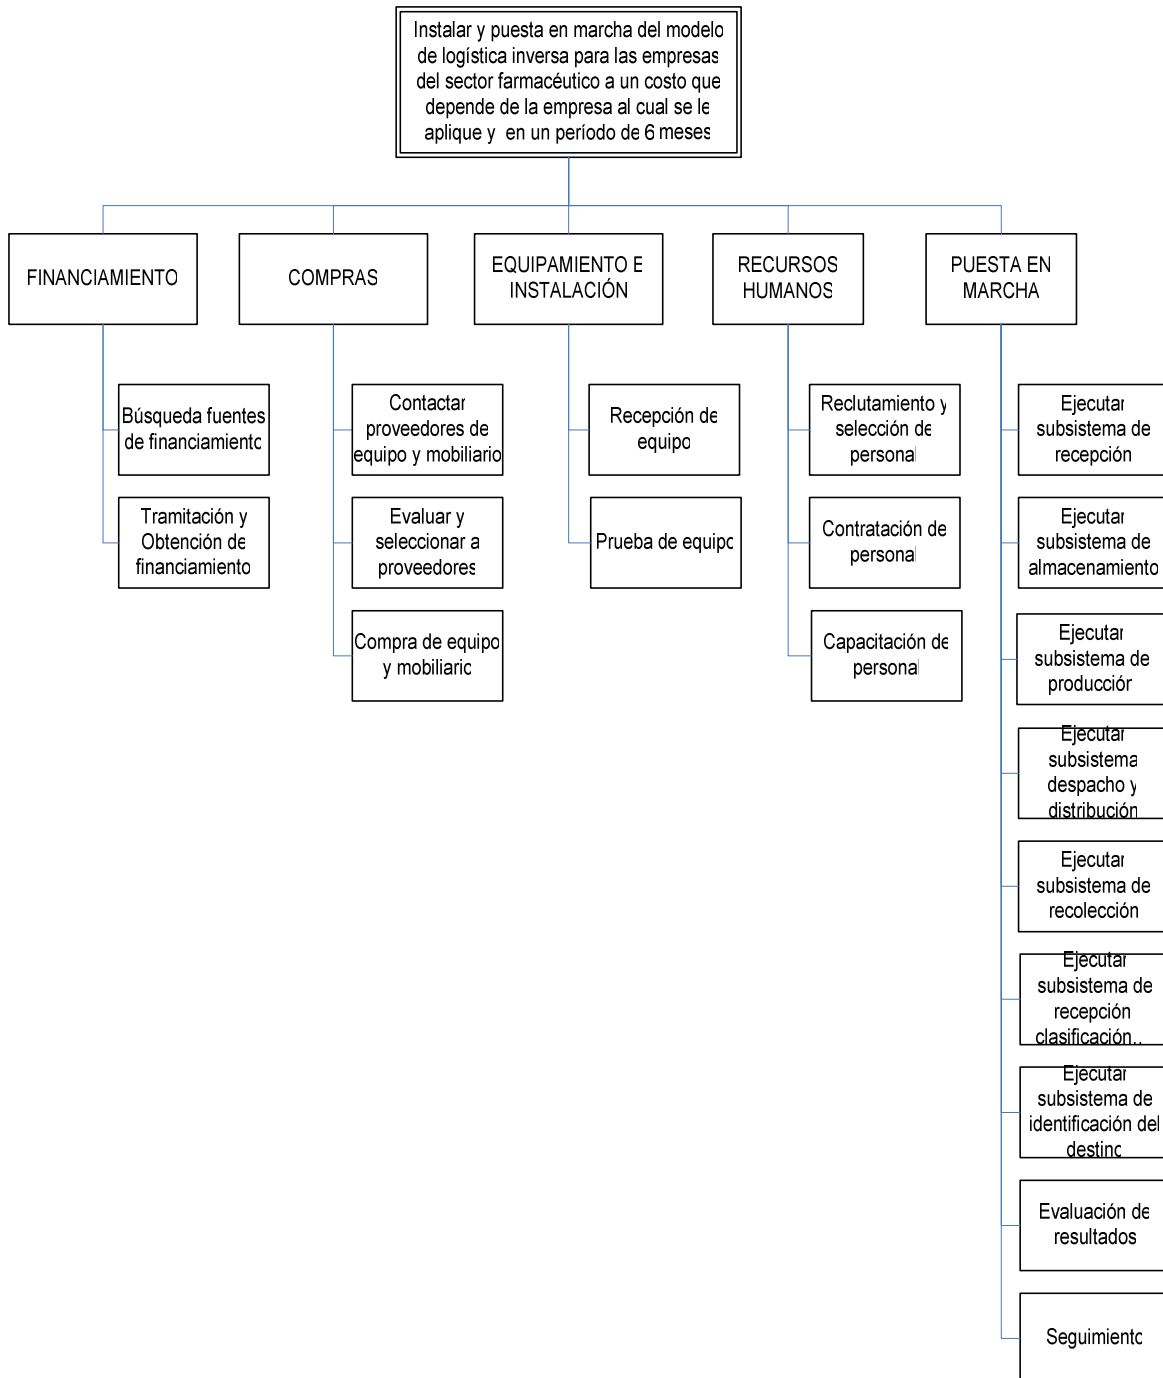 Instalar y puesta en marcha del modelo
de logística inversa para las empresas
del sector farmacéutico a un costo que
depende de la empresa al cual se le
aplique y en un período de 6 meses
FINANCIAMIENTO
COMPRAS
EQUIPAMIENTO E
INSTALACIÓN
RECURSOS
HUMANOS
PUESTA EN
MARCHA
Búsqueda fuentes
de financiamiento
Tramitación y
Obtención de
financiamiento
Contactar
proveedores de
equipo y mobiliario
Evaluar y
seleccionar a
proveedores
Compra de equipo
y mobiliario
Recepción de
equipo
Prueba de equipo
Reclutamiento y
selección de
personal
Contratación de
personal
Capacitación de
personal
Ejecutar
subsistema de
recepción
Ejecutar
subsistema de
almacenamiento
Ejecutar
subsistema de
producción
Ejecutar
subsistema
despacho y
distribución
Ejecutar
subsistema de
recolección
Ejecutar
subsistema de
recepción
clasificación..
Ejecutar
subsistema de
identificación del
destino
Evaluación de
resultados
Seguimiento